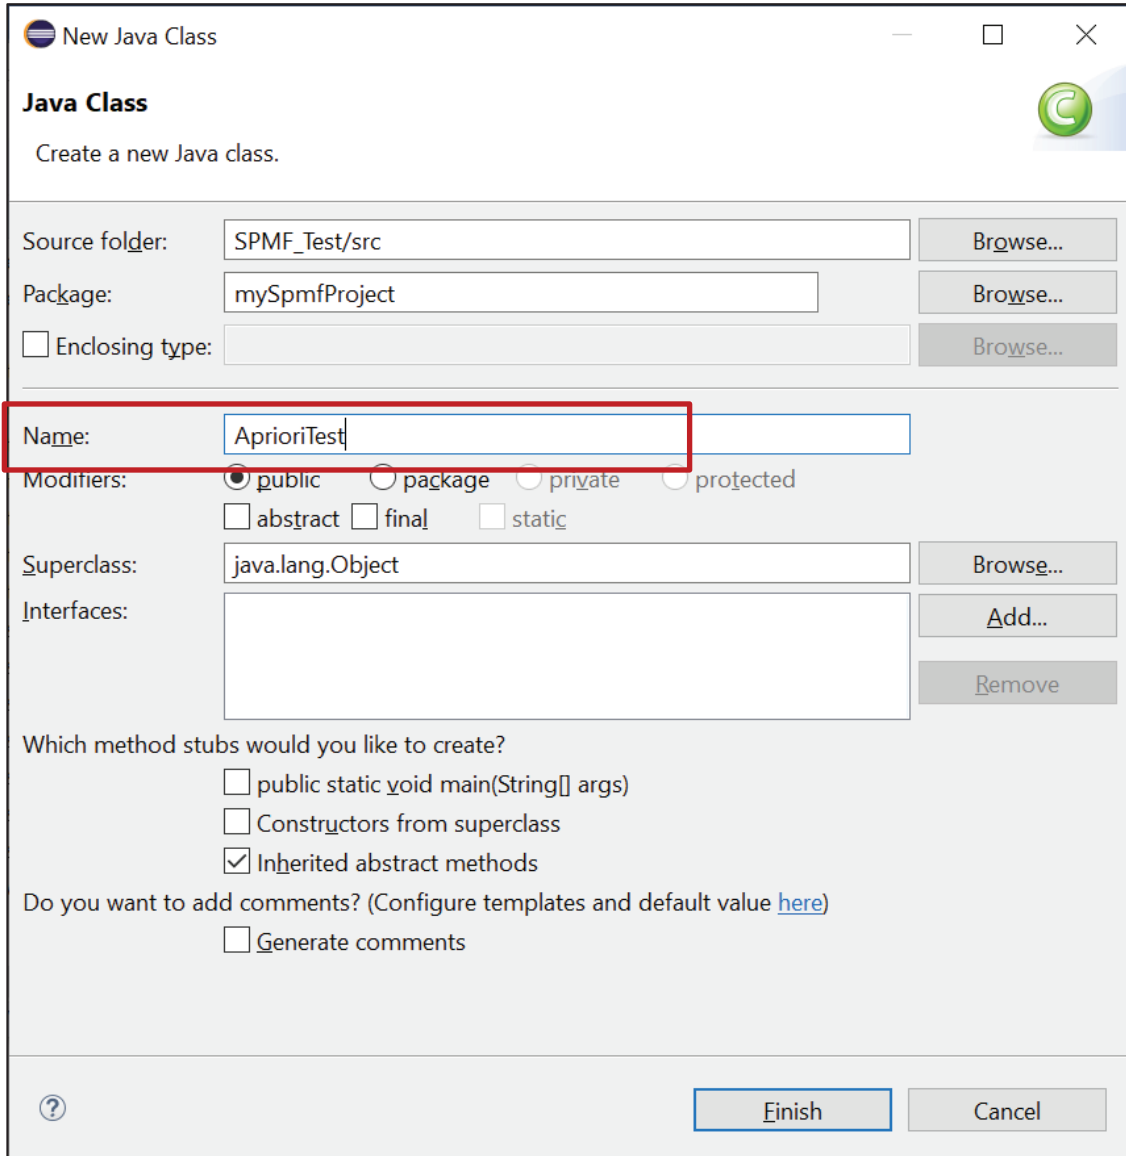 New Java Class
Java Class
Create a new Java class.
Source folder: SPMF_Test/src Browse...
Package: mySpmfProject Browse...
Enclosing type: Browse...
Name: AprioriTest
Modifiers: public package private protected
abstract final static
Superclass: java.lang.Object Browse...
Interfaces: Add...
Remove
Which method stubs would you like to create?
public static void main(String[] args)
Constructors from superclass
Inherited abstract methods
Do you want to add comments? (Configure templates and default value here)
Generate comments
Finish Cancel